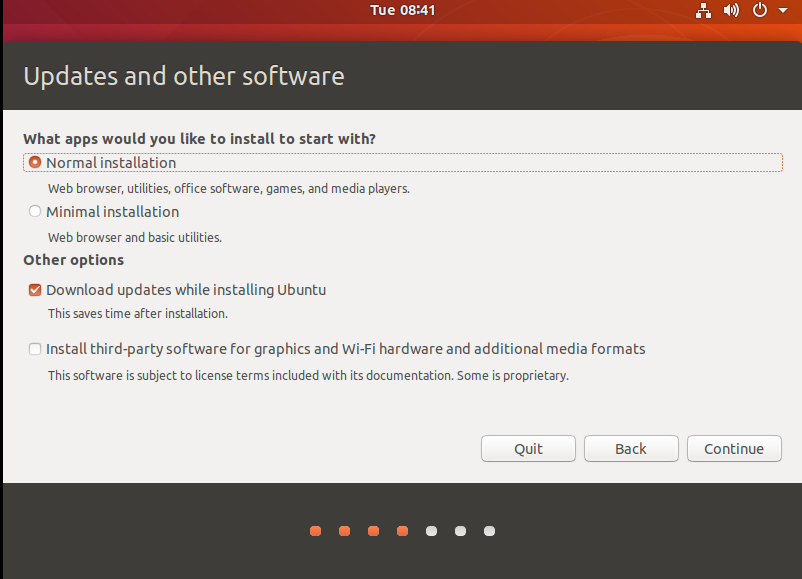 Tue 08:41
Updates and other software
What apps would you like to install to start with?
Normal installation
Web browser, utilities, office software, games, and media players.
Minimal installation
Web browser and basic utilities.
Other options
Download updates while installing Ubuntu
This saves time after installation.
Install third-party software for graphics and Wi-Fi hardware and additional media formats
This software is subject to license terms included with its documentation. Some is proprietary.
Quit Back Continue